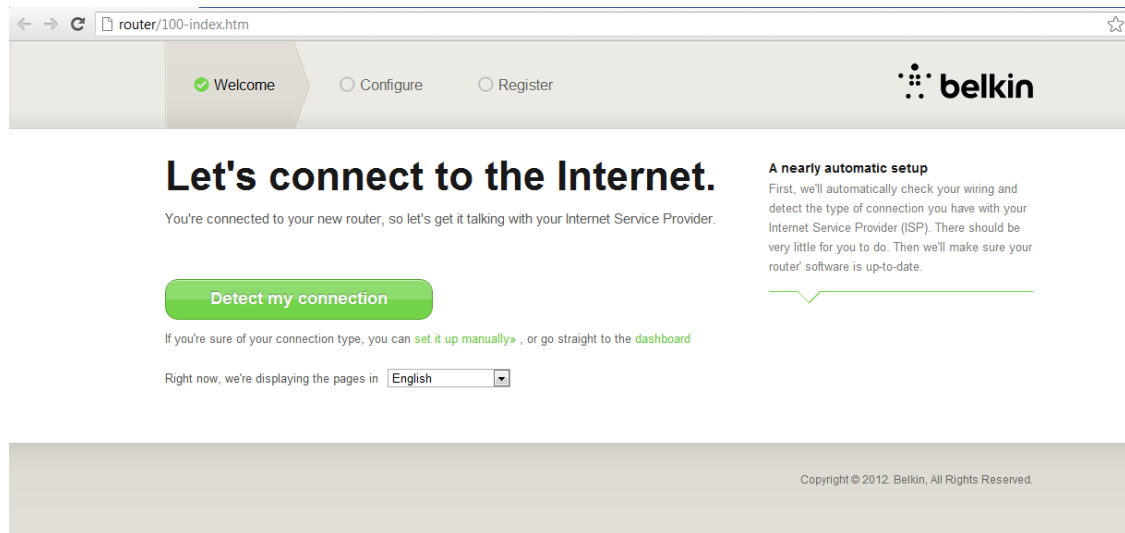 router/100-index.htm
Welcome
Configure
Register
belkin
Let's connect to the Internet.
You're connected to your new router, so let's get it talking with your Internet Service Provider.
Detect my connection
If you're sure of your connection type, you can set it up manually» , or go straight to the dashboard
Right now, we're displaying the pages in English
A nearly automatic setup
First, we'll automatically check your wiring and
detect the type of connection you have with your
Internet Service Provider (ISP). There should be
very little for you to do. Then we'll make sure your
router' software is up-to-date.
Copyright © 2012. Belkin, All Rights Reserved.